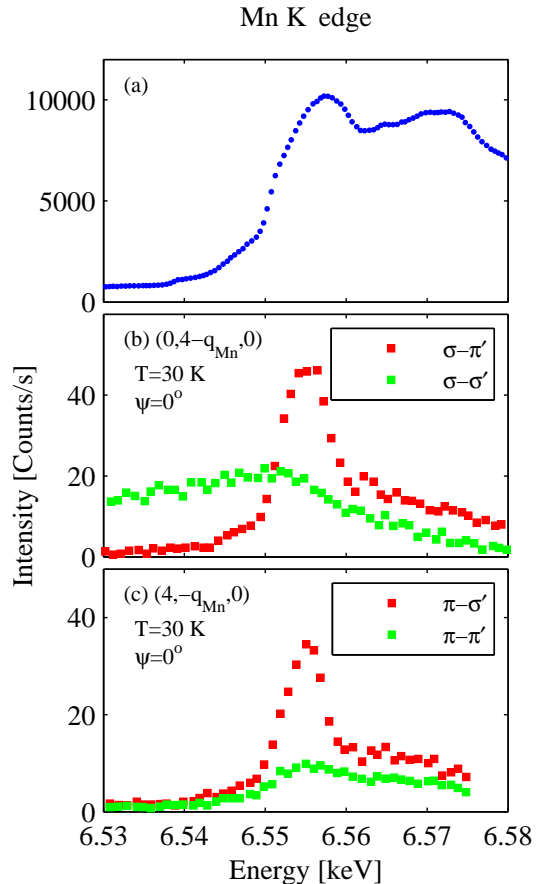 Mn K edge
(a)
10000
5000
0
(b) (0,4−q_Mn,0)
T=30 K
ψ=0°
σ−π′
σ−σ′
40
20
0
(c) (4,−q_Mn,0)
T=30 K
ψ=0°
π−σ′
π−π′
40
20
0
Intensity [Counts/s]
6.53 6.54 6.55 6.56 6.57 6.58
Energy [keV]